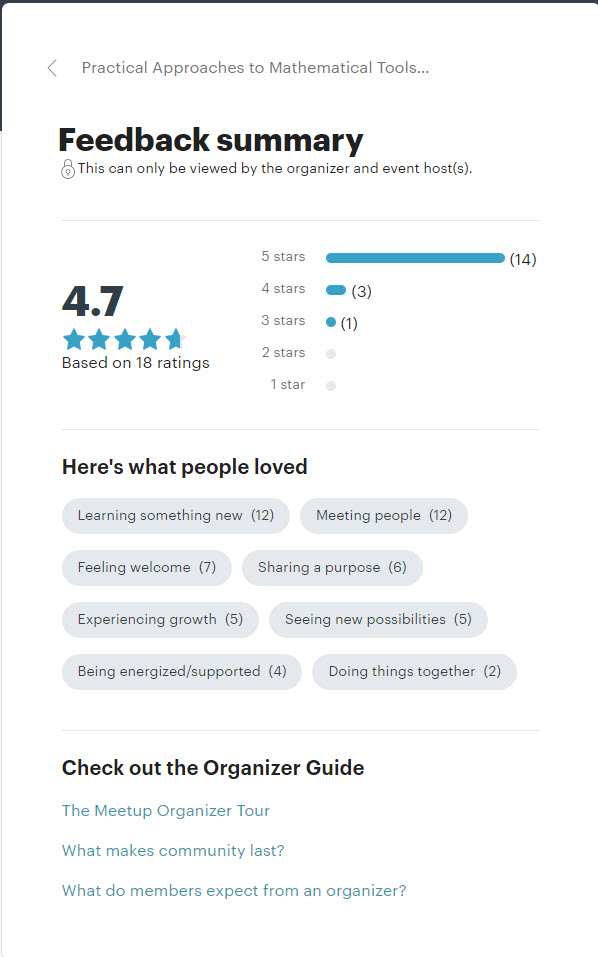 Practical Approaches to Mathematical Tools...
Feedback summary
This can only be viewed by the organizer and event host(s).
4.7
Based on 18 ratings
5 stars (14)
4 stars (3)
3 stars (1)
2 stars
1 star
Here's what people loved
Learning something new (12) Meeting people (12)
Feeling welcome (7) Sharing a purpose (6)
Experiencing growth (5) Seeing new possibilities (5)
Being energized/supported (4) Doing things together (2)
Check out the Organizer Guide
The Meetup Organizer Tour
What makes community last?
What do members expect from an organizer?